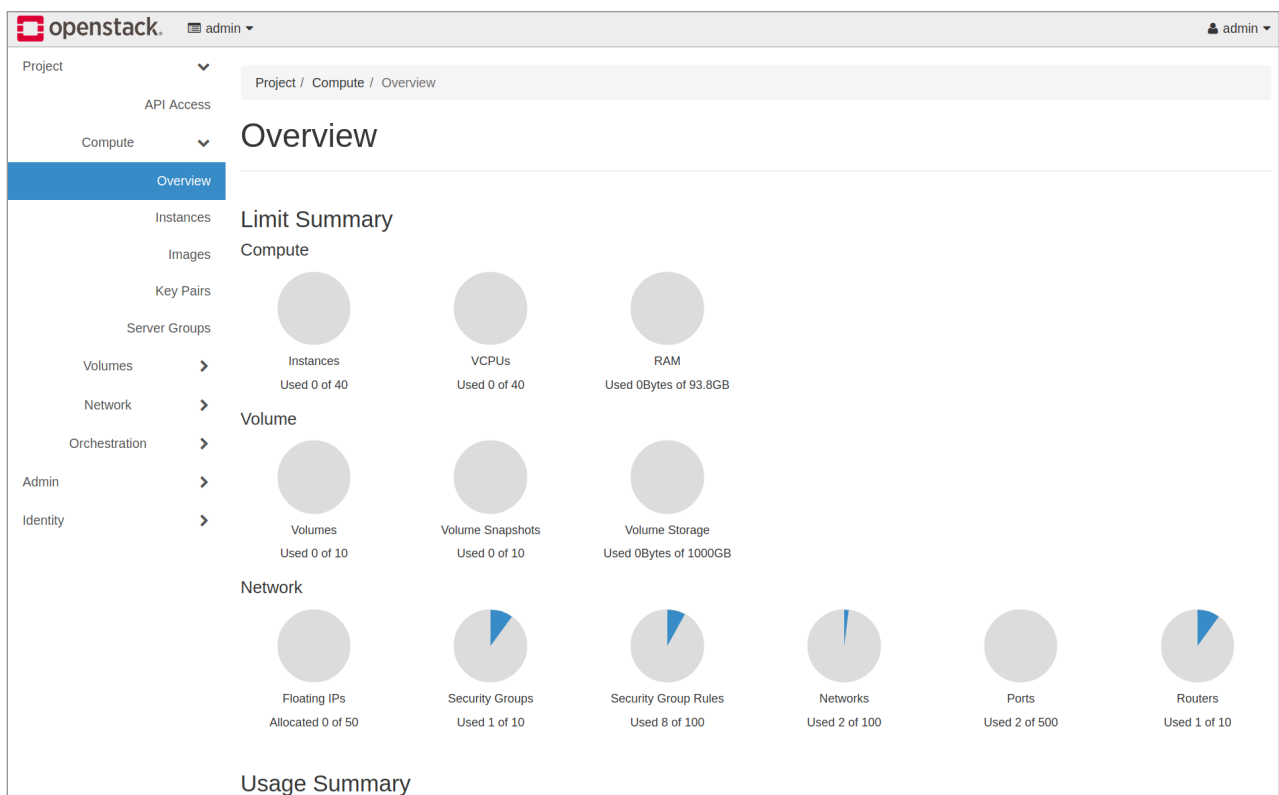 openstack. admin admin
Project
API Access
Compute
Overview
Instances
Images
Key Pairs
Server Groups
Volumes
Network
Orchestration
Admin
Identity
Project / Compute / Overview
Overview
Limit Summary
Compute
Instances VCPUs RAM
Used 0 of 40 Used 0 of 40 Used 0Bytes of 93.8GB
Volume
Volumes Volume Snapshots Volume Storage
Used 0 of 10 Used 0 of 10 Used 0Bytes of 1000GB
Network
Floating IPs Security Groups Security Group Rules Networks Ports Routers
Allocated 0 of 50 Used 1 of 10 Used 8 of 100 Used 2 of 100 Used 2 of 500 Used 1 of 10
Usage Summary